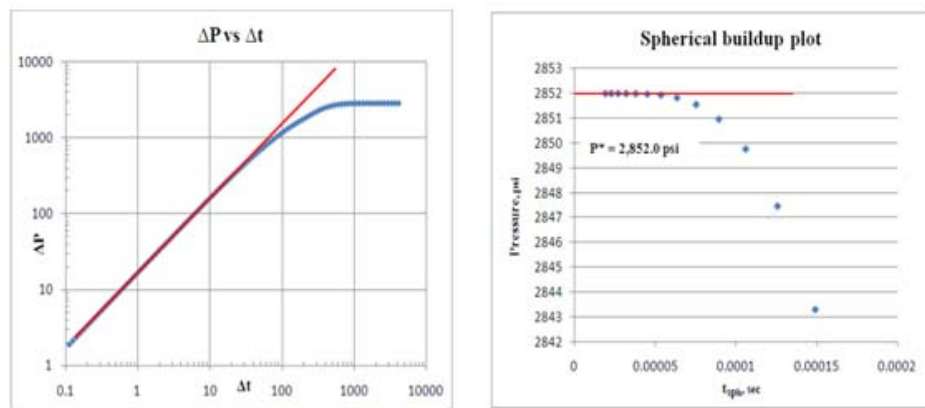 ΔP vs Δt
10000
1000
100
10
1
ΔP
0.1 1 10 100 1000 10000
Δt
Spherical buildup plot
2853
2852
2851
2850
2849
2848
2847
2846
2845
2844
2843
2842
Pressure, psi
P* = 2,852.0 psi
0 0.00005 0.0001 0.00015 0.0002
tsph, sec